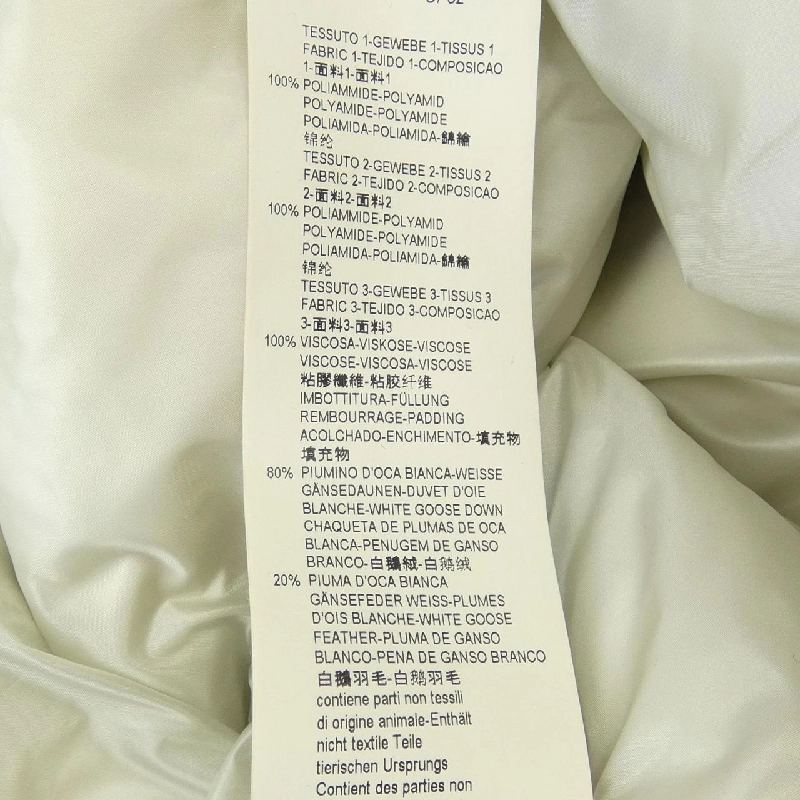 TESSUTO 1-GEWEBE 1-TISSUS 1
FABRIC 1-TEJIDO 1-COMPOSICAO
1-面料1-面料1
100% POLIAMMIDE-POLYAMID
POLYAMIDE-POLYAMIDE
POLIAMIDA-POLIAMIDA-錦綸
锦纶
TESSUTO 2-GEWEBE 2-TISSUS 2
FABRIC 2-TEJIDO 2-COMPOSICAO
2-面料2-面料2
100% POLIAMMIDE-POLYAMID
POLYAMIDE-POLYAMIDE
POLIAMIDA-POLIAMIDA-錦綸
锦纶
TESSUTO 3-GEWEBE 3-TISSUS 3
FABRIC 3-TEJIDO 3-COMPOSICAO
3-面料3-面料3
100% VISCOSA-VISKOSE-VISCOSE
VISCOSE-VISCOSA-VISCOSE
粘膠纖維-粘胶纤维
IMBOTTITURA-FÜLLUNG
REMBOURRAGE-PADDING
ACOLCHADO-ENCHIMENTO-填充物
填充物
80% PIUMINO D'OCA BIANCA-WEISSE
GÄNSEDAUNEN-DUVET D'OIE
BLANCHE-WHITE GOOSE DOWN
CHAQUETA DE PLUMAS DE OCA
BLANCA-PENUGEM DE GANSO
BRANCO-白鵝絨-白鹅绒
20% PIUMA D'OCA BIANCA
GÄNSEFEDER WEISS-PLUMES
D'OIS BLANCHE-WHITE GOOSE
FEATHER-PLUMA DE GANSO
BLANCO-PENA DE GANSO BRANCO
白鵝羽毛-白鹅羽毛
contiene parti non tessili
di origine animale-Enthält
nicht textile Teile
tierischen Ursprungs
Contient des parties non